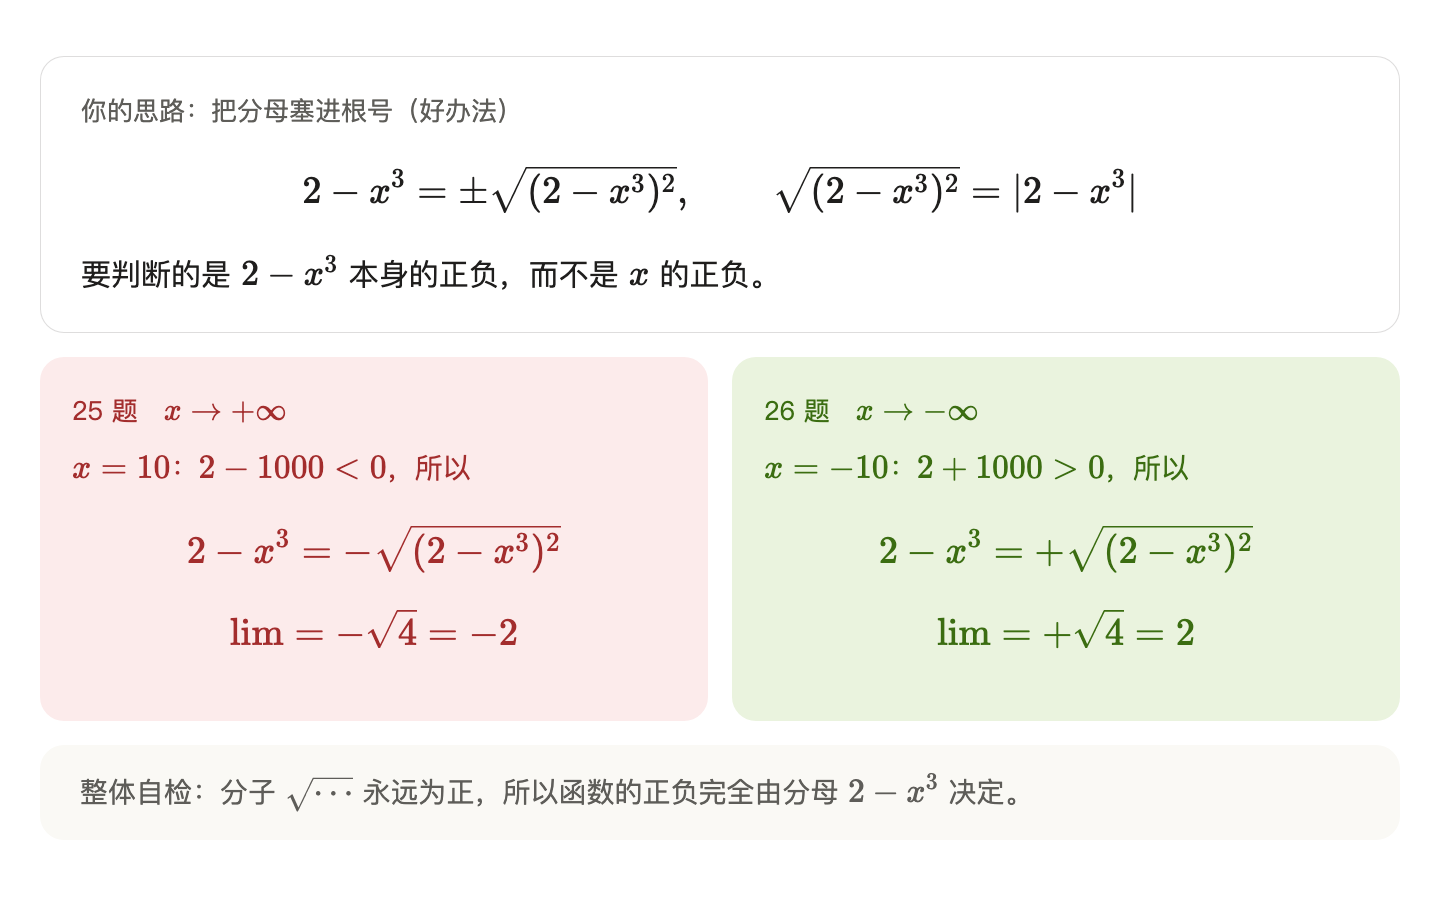 你的思路：把分母塞进根号（好办法）
2 − x³ = ±√(2 − x³)², √(2 − x³)² = |2 − x³|
要判断的是 2 − x³ 本身的正负，而不是 x 的正负。
25 题 x → +∞
x = 10：2 − 1000 < 0，所以
2 − x³ = −√(2 − x³)²
lim = −√4 = −2
26 题 x → −∞
x = −10：2 + 1000 > 0，所以
2 − x³ = +√(2 − x³)²
lim = +√4 = 2
整体自检：分子 √⋯ 永远为正，所以函数的正负完全由分母 2 − x³ 决定。